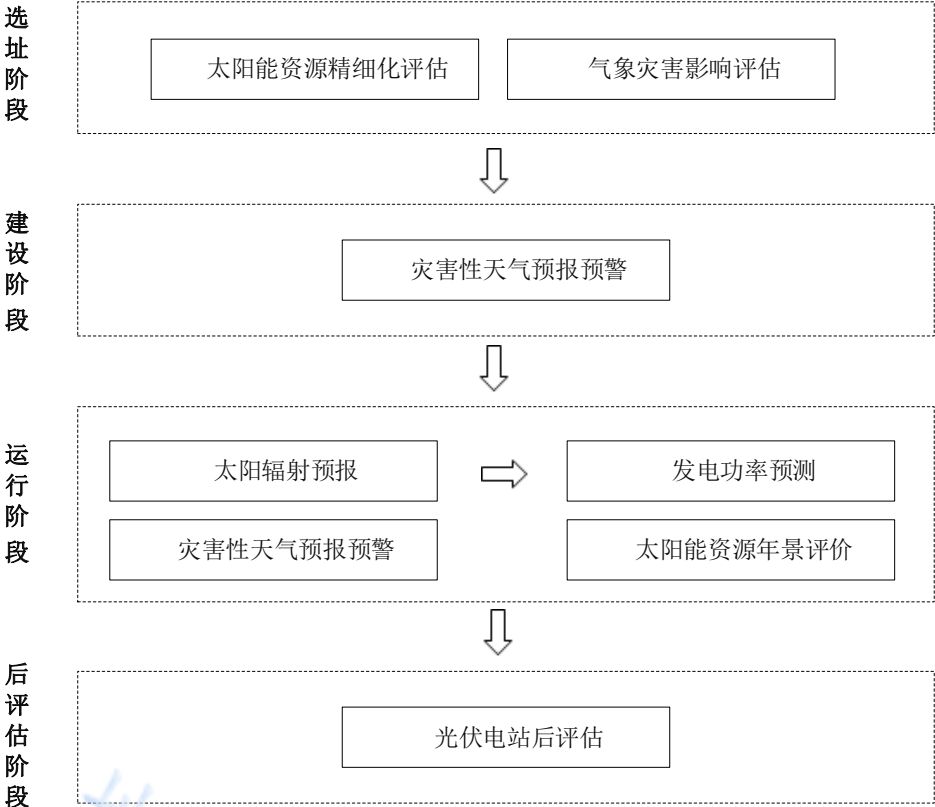 选址阶段
太阳能资源精细化评估
气象灾害影响评估
建设阶段
灾害性天气预报预警
运行阶段
太阳辐射预报
发电功率预测
灾害性天气预报预警
太阳能资源年景评价
后评估阶段
光伏电站后评估